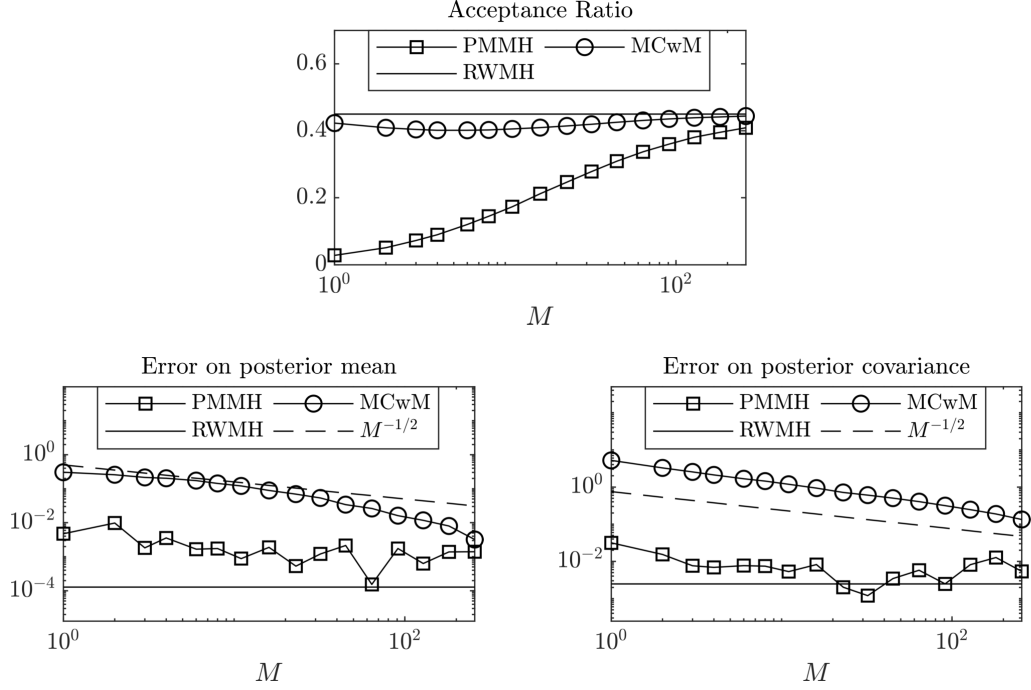 Acceptance Ratio
PMMH MCwM
RWMH
0.6
0.4
0.2
0
10^0 10^2
M
Error on posterior mean
PMMH MCwM
RWMH M^{-1/2}
10^0
10^{-2}
10^{-4}
10^0 10^2
M
Error on posterior covariance
PMMH MCwM
RWMH M^{-1/2}
10^0
10^{-2}
10^0 10^2
M